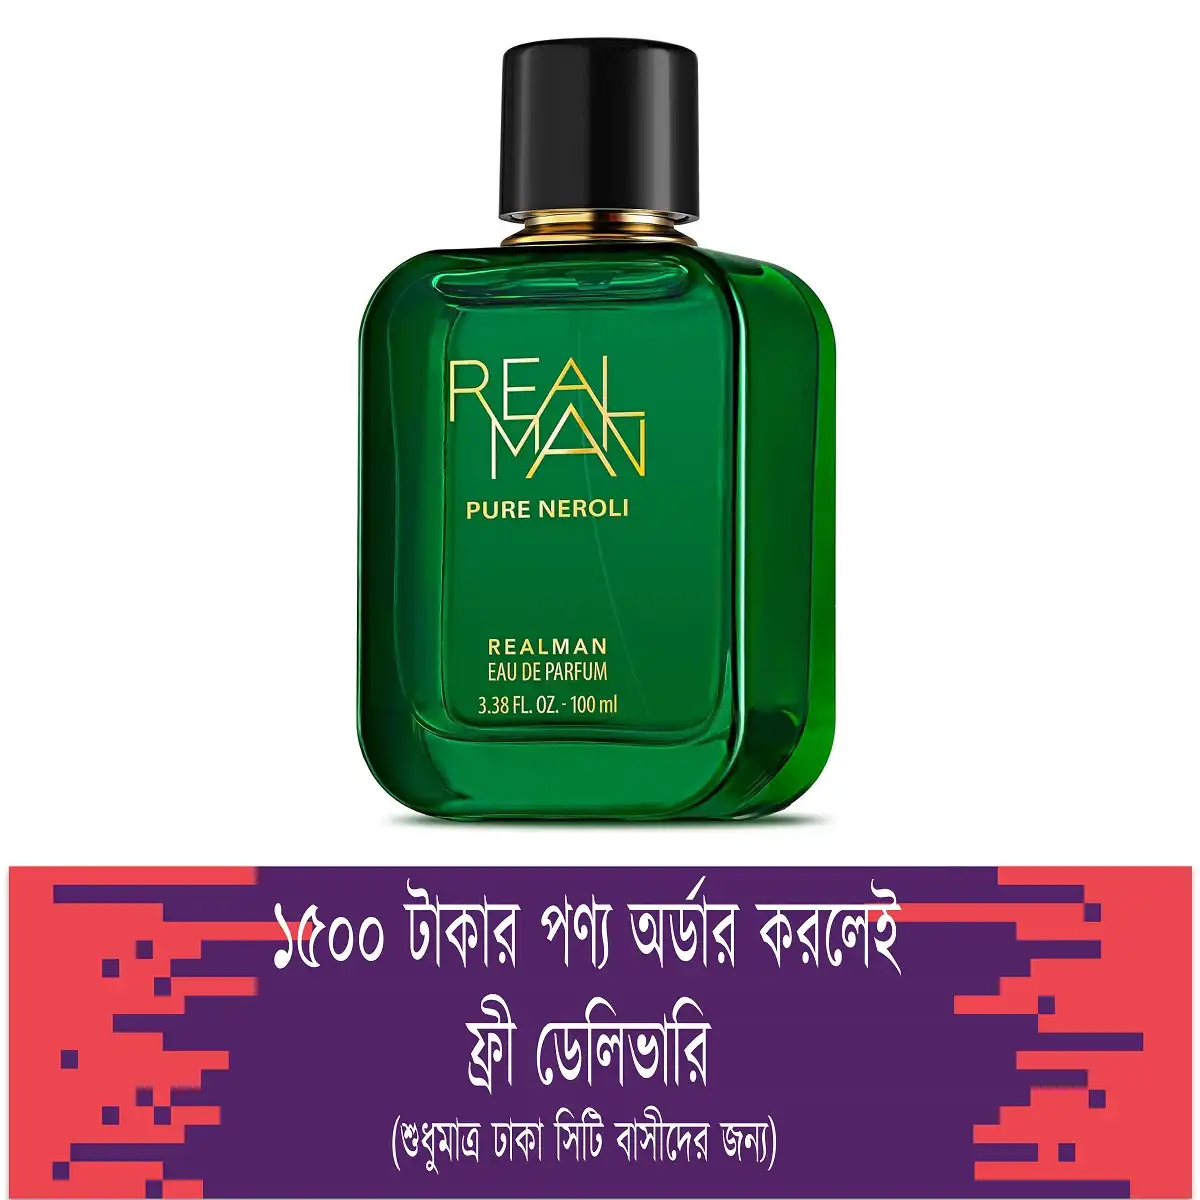 REAL
MAN
PURE NEROLI
REALMAN
EAU DE PARFUM
3.38 FL. OZ. - 100 ml
১৫০০ টাকার পণ্য অর্ডার করলেই
ফ্রী ডেলিভারি
(শুধুমাত্র ঢাকা সিটি বাসীদের জন্য)